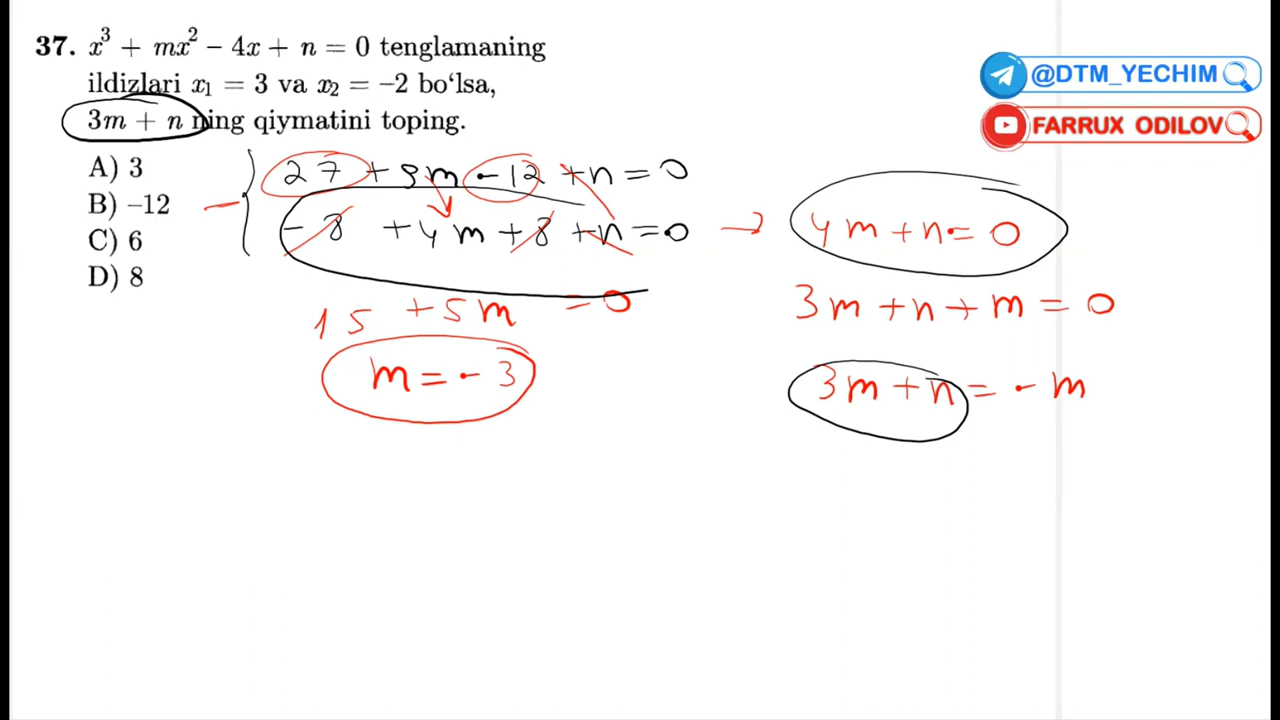 37. x³ + mx² – 4x + n = 0 tenglamaning
ildizlari x₁ = 3 va x₂ = –2 bo‘lsa,
3m + n ning qiymatini toping.
A) 3
B) –12
C) 6
D) 8
27 + 9m - 12 + n = 0
- 8 + 4m + 8 + n = 0
15 + 5m = 0
m = - 3
→ 4m + n = 0
3m + n + m = 0
3m + n = - m
@DTM_YECHIM
FARRUX ODILOV